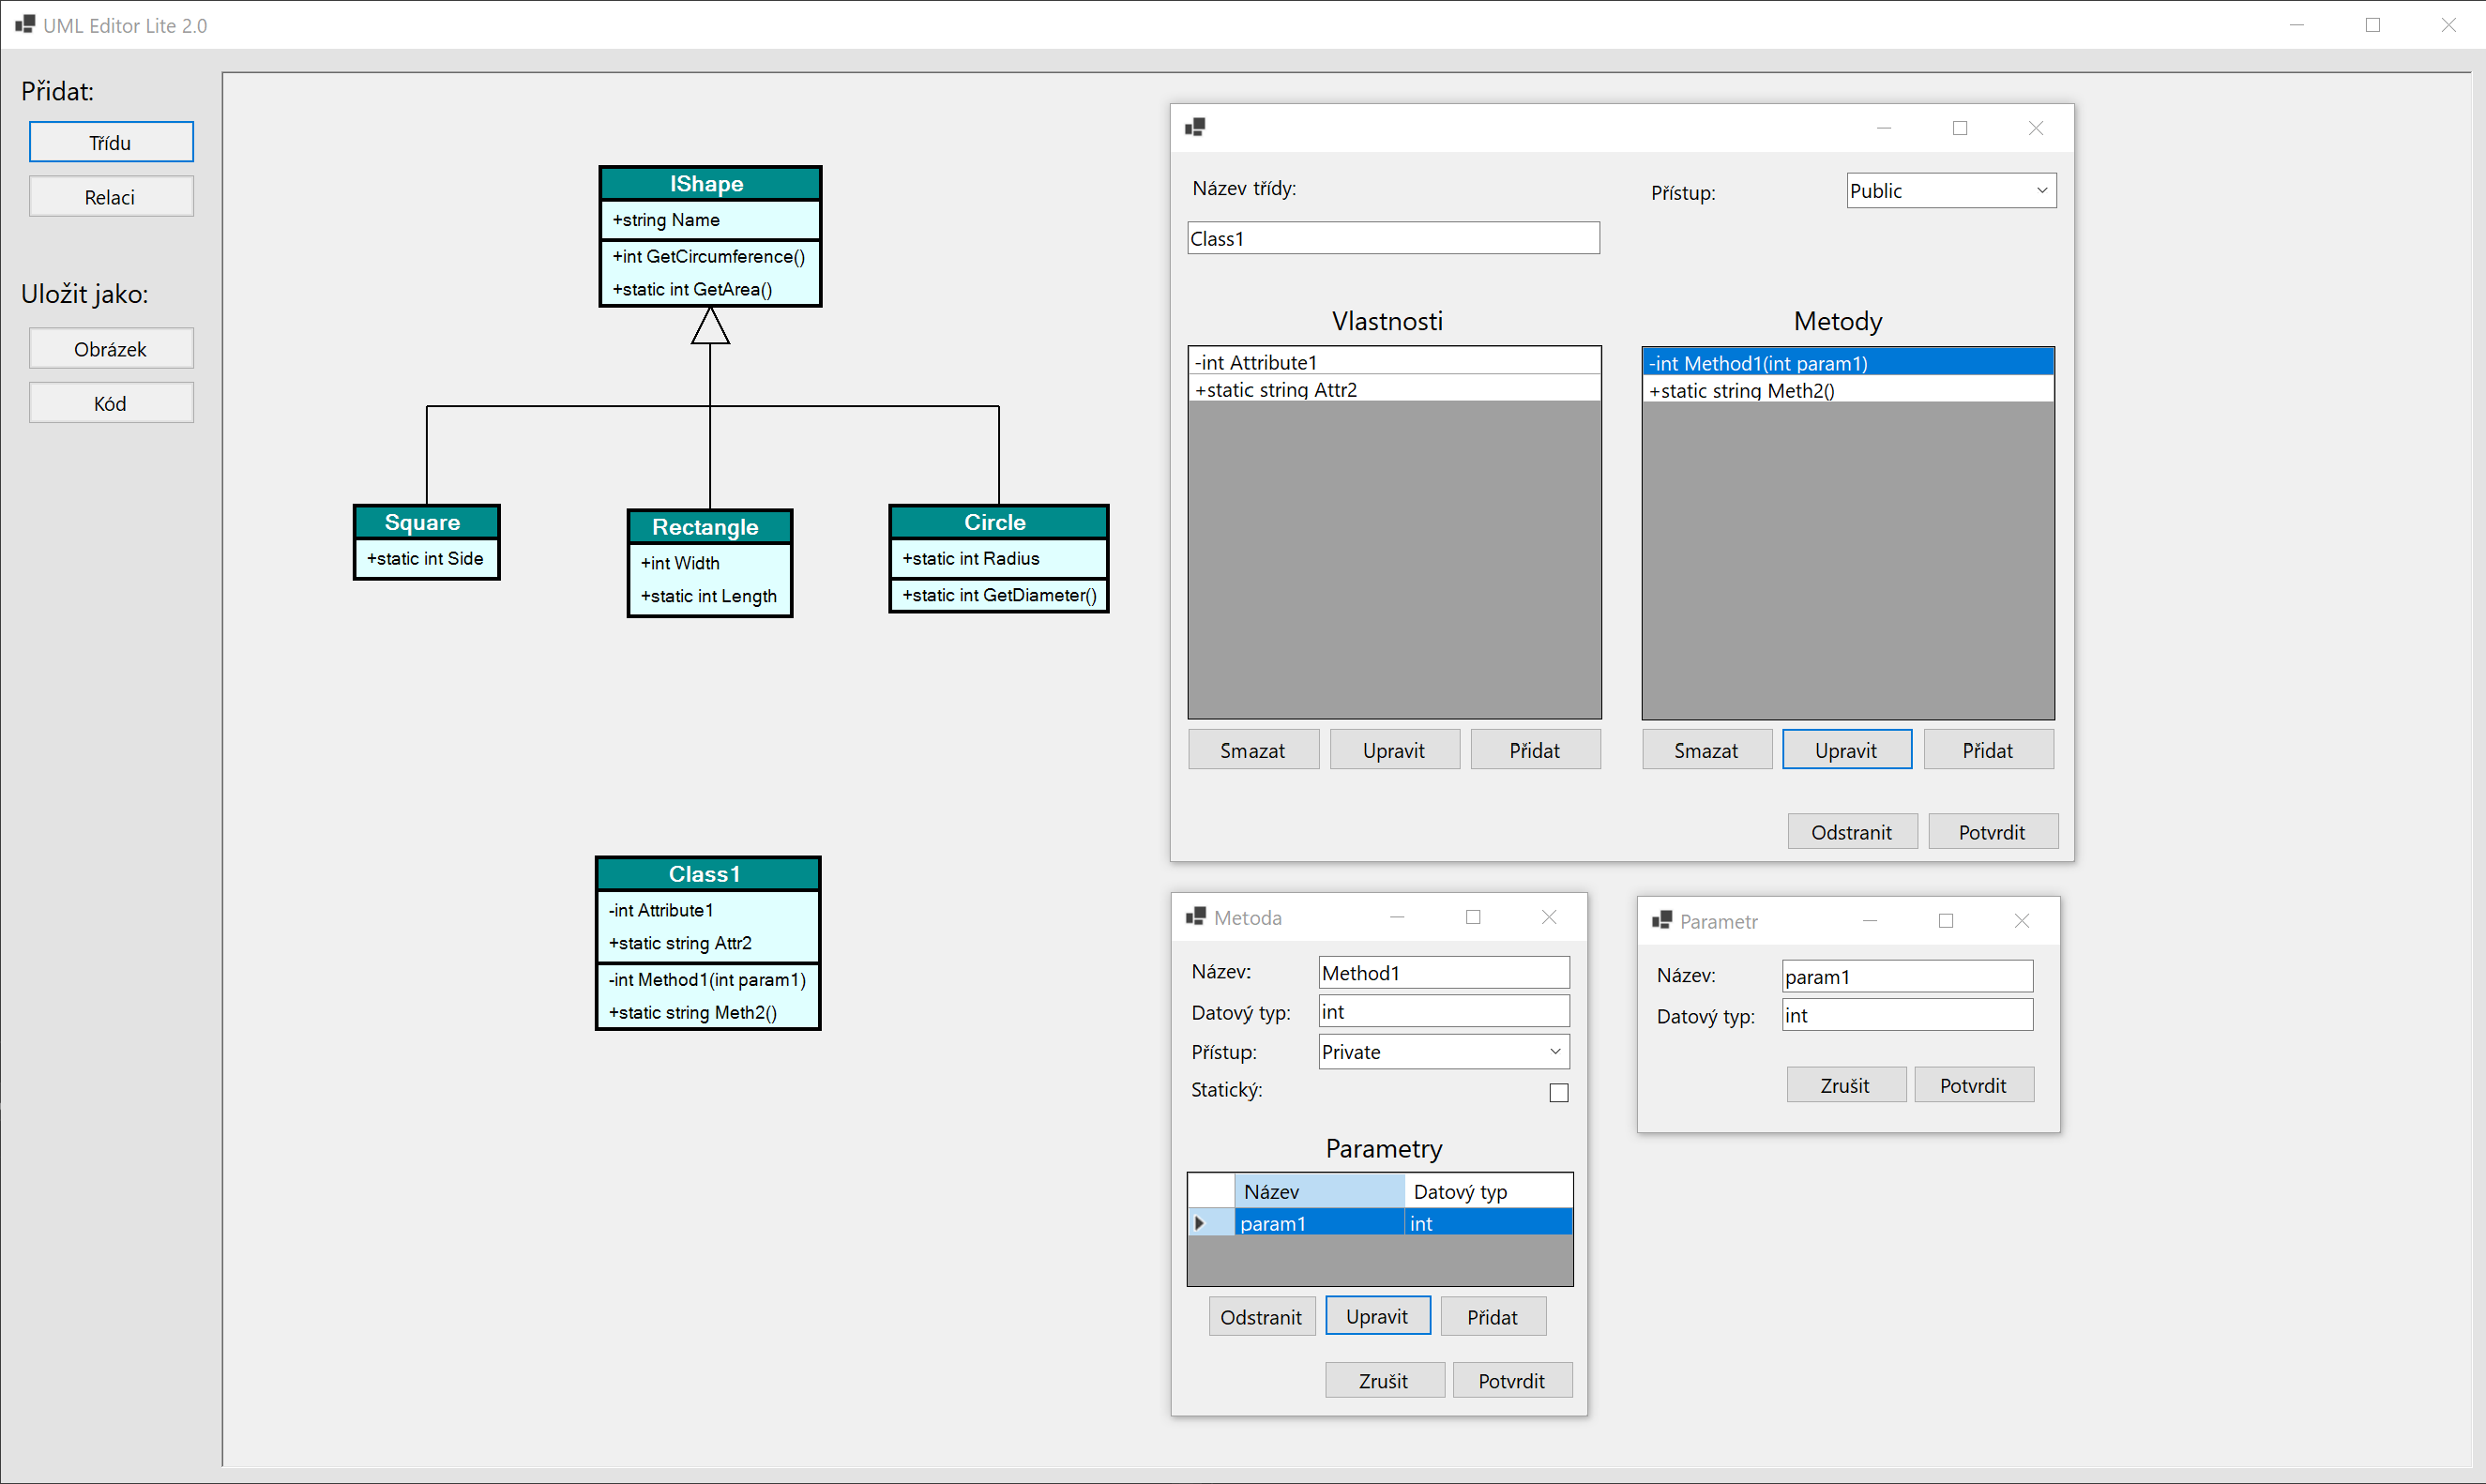 UML Editor Lite 2.0
Přidat:
Třídu
Relaci
Uložit jako:
Obrázek
Kód
IShape
+string Name
+int GetCircumference()
+static int GetArea()
Square
+static int Side
Rectangle
+int Width
+static int Length
Circle
+static int Radius
+static int GetDiameter()
Class1
-int Attribute1
+static string Attr2
-int Method1(int param1)
+static string Meth2()
Název třídy:
Přístup:
Public
Class1
Vlastnosti
-int Attribute1
+static string Attr2
Smazat
Upravit
Přidat
Metody
-int Method1(int param1)
+static string Meth2()
Smazat
Upravit
Přidat
Odstranit
Potvrdit
Metoda
Název:
Method1
Datový typ:
int
Přístup:
Private
Statický:
Parametry
Název
Datový typ
param1
int
Odstranit
Upravit
Přidat
Zrušit
Potvrdit
Parametr
Název:
param1
Datový typ:
int
Zrušit
Potvrdit